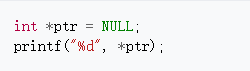 int *ptr = NULL;
printf("%d", *ptr);